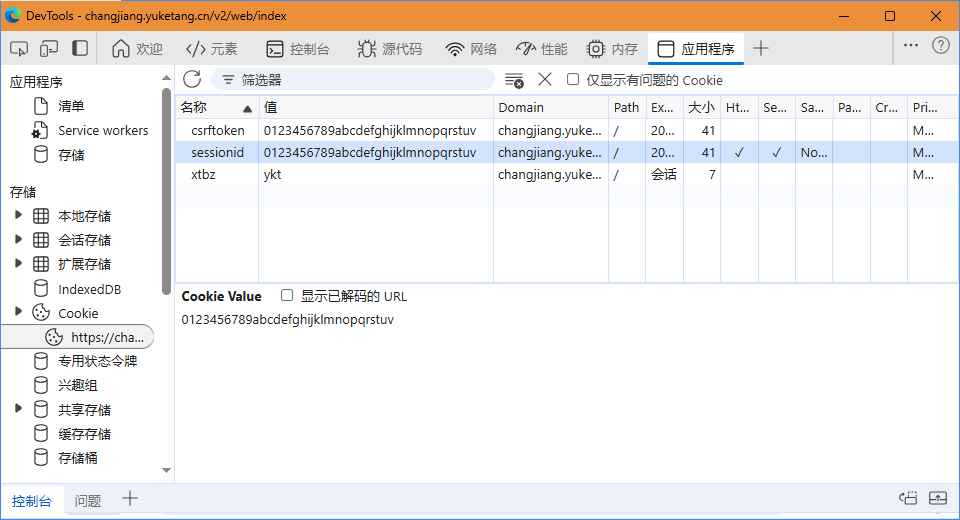 DevTools - changjiang.yuketang.cn/v2/web/index
欢迎 元素 控制台 源代码 网络 性能 内存 应用程序
应用程序
清单
Service workers
存储
存储
本地存储
会话存储
扩展存储
IndexedDB
Cookie
https://cha...
专用状态令牌
兴趣组
共享存储
缓存存储
存储桶
筛选器 仅显示有问题的 Cookie
名称 值 Domain Path Ex... 大小 Ht... Se... Sa... Pa... Cr... Pri...
csrftoken 0123456789abcdefghijklmnopqrstuv changjiang.yuke... / 20... 41 M...
sessionid 0123456789abcdefghijklmnopqrstuv changjiang.yuke... / 20... 41 ✓ ✓ No... M...
xtbz ykt changjiang.yuke... / 会话 7 M...
Cookie Value 显示已解码的 URL
0123456789abcdefghijklmnopqrstuv
控制台 问题